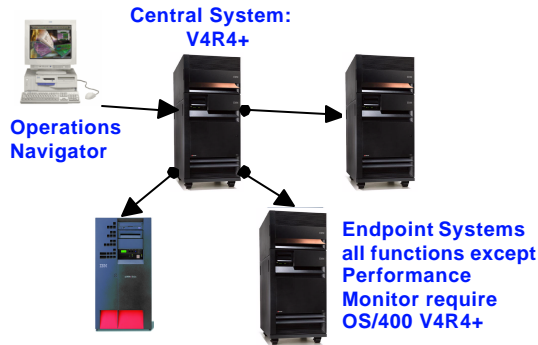 Central System:
V4R4+
Operations
Navigator
Endpoint Systems
all functions except
Performance
Monitor require
OS/400 V4R4+